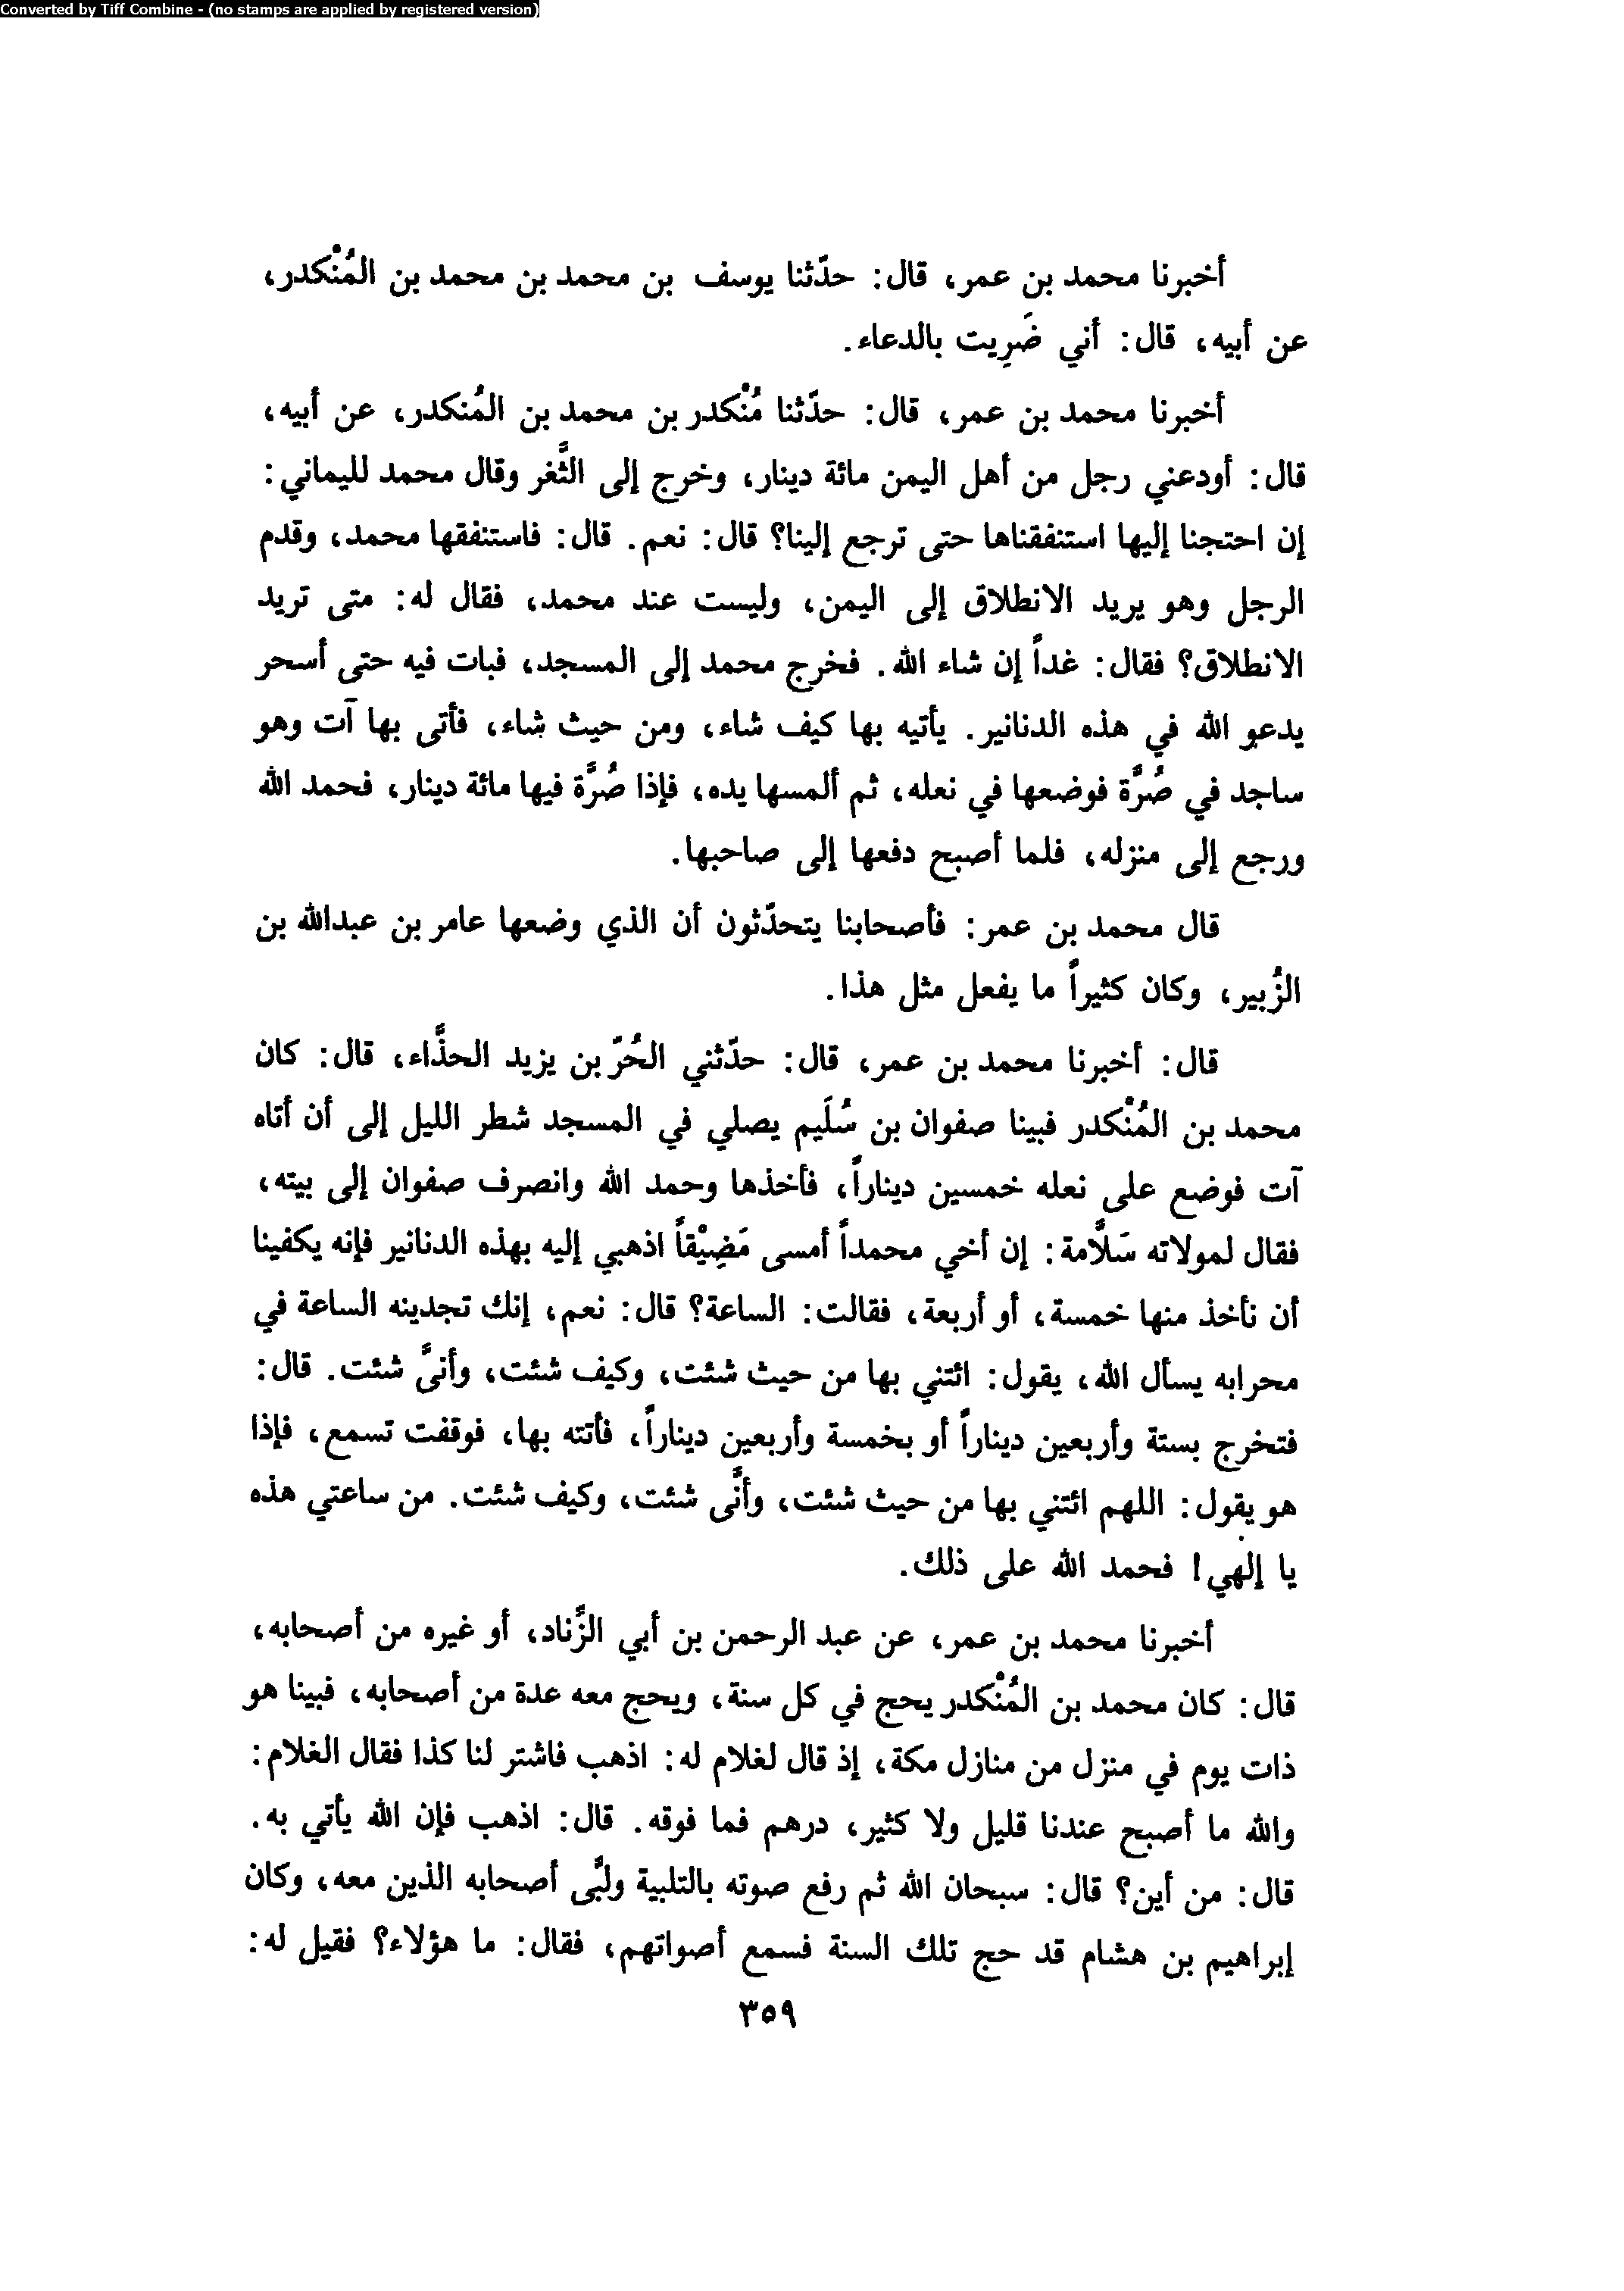 Converted by Tiff Combine - (no stamps are applied by registered version)
أخبرنا محمد بن عمر، قال: حدّثنا يوسف بن محمد بن محمد بن المُنْكدر،
عن أبيه، قال: أني ضَرِيت بالدعاء.
أخبرنا محمد بن عمر، قال: حدّثنا مُنْكدر بن محمد بن المُنكدر، عن أبيه،
قال: أودعني رجل من أهل اليمن مائة دينار، وخرج إلى الثَّغر وقال محمد لليماني:
إن احتجنا إليها استنفقناها حتى ترجع إلينا؟ قال: نعم. قال: فاستنفقها محمد، وقدم
الرجل وهو يريد الانطلاق إلى اليمن، وليست عند محمد، فقال له: متى تريد
الانطلاق؟ فقال: غداً إن شاء الله. فخرج محمد إلى المسجد، فبات فيه حتى أسحر
يدعو الله في هذه الدنانير. يأتيه بها كيف شاء، ومن حيث شاء، فأتى بها آت وهو
ساجد في صُرَّة فوضعها في نعله، ثم ألمسها يده، فإذا صُرَّة فيها مائة دينار، فحمد الله
ورجع إلى منزله، فلما أصبح دفعها إلى صاحبها.
قال محمد بن عمر: فأصحابنا يتحدّثون أن الذي وضعها عامر بن عبدالله بن
الزُبير، وكان كثيراً ما يفعل مثل هذا.
قال: أخبرنا محمد بن عمر، قال: حدّثني الحُرّ بن يزيد الحذَّاء، قال: كان
محمد بن المُنْكدر فبينا صفوان بن سُلَيم يصلي في المسجد شطر الليل إلى أن أتاه
آت فوضع على نعله خمسين ديناراً، فأخذها وحمد الله وانصرف صفوان إلى بيته،
فقال لمولاته سَلاَّمة: إن أخي محمداً أمسى مَضِيْقاً اذهبي إليه بهذه الدنانير فإنه يكفينا
أن نأخذ منها خمسة، أو أربعة، فقالت: الساعة؟ قال: نعم، إنك تجدينه الساعة في
محرابه يسأل الله، يقول: ائتني بها من حيث شئت، وكيف شئت، وأنىَّ شئت. قال:
فتخرج بستة وأربعين ديناراً أو بخمسة وأربعين ديناراً، فأتته بها، فوقفت تسمع، فإذا
هو يقول: اللهم ائتني بها من حيث شئت، وأنَّى شئت، وكيف شئت. من ساعتي هذه
يا إلهي! فحمد الله على ذلك.
أخبرنا محمد بن عمر، عن عبد الرحمن بن أبي الزِّناد، أو غيره من أصحابه،
قال: كان محمد بن المُنْكدر يحج في كل سنة، ويحج معه عدة من أصحابه، فبينا هو
ذات يوم في منزل من منازل مكة، إذ قال لغلام له: اذهب فاشتر لنا كذا فقال الغلام:
والله ما أصبح عندنا قليل ولا كثير، درهم فما فوقه. قال: اذهب فإن الله يأتي به.
قال: من أين؟ قال: سبحان الله ثم رفع صوته بالتلبية ولبَّى أصحابه الذين معه، وكان
إبراهيم بن هشام قد حج تلك السنة فسمع أصواتهم، فقال: ما هؤلاء؟ فقيل له:
٣٥٩